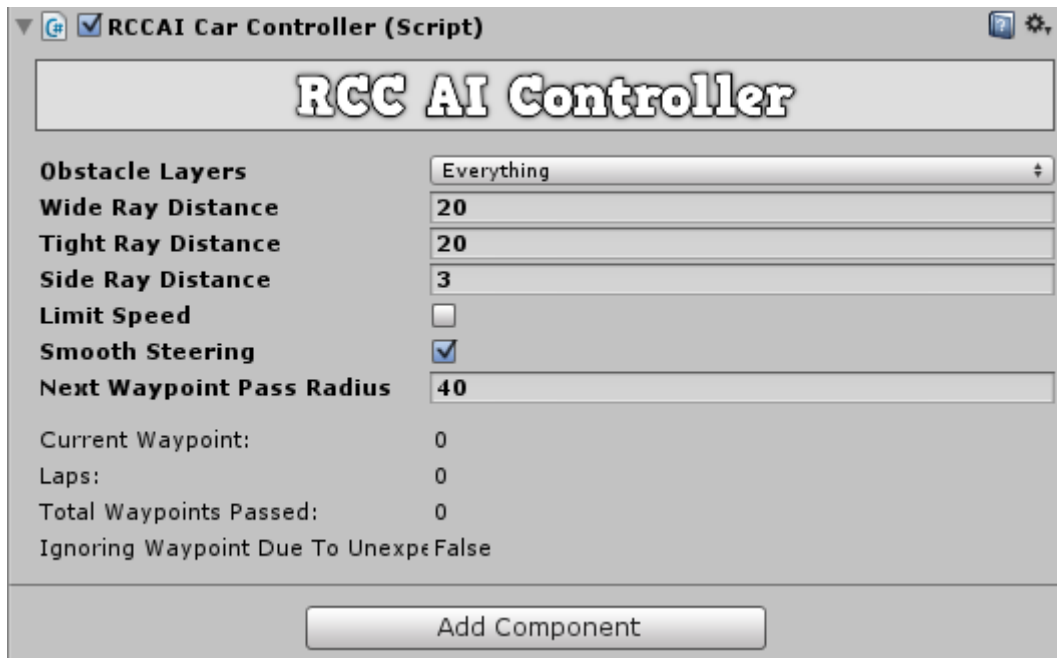 RCCAI Car Controller (Script)
RCC AI Controller
Obstacle Layers Everything
Wide Ray Distance 20
Tight Ray Distance 20
Side Ray Distance 3
Limit Speed
Smooth Steering
Next Waypoint Pass Radius 40
Current Waypoint: 0
Laps: 0
Total Waypoints Passed: 0
Ignoring Waypoint Due To Unexpe False
Add Component